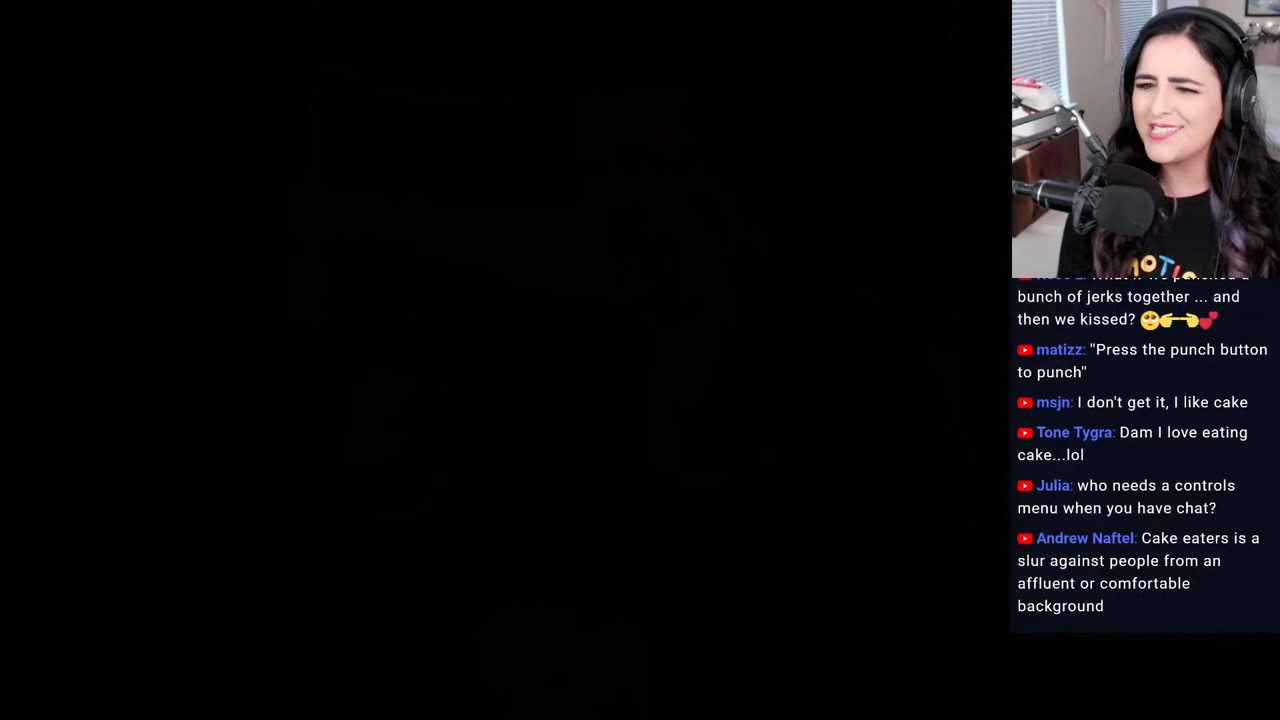 MOTIO
bunch of jerks together ... and
then we kissed? 🥺👉👈💕
matizz: "Press the punch button
to punch"
msjn: I don't get it, I like cake
Tone Tygra: Dam I love eating
cake...lol
Julia: who needs a controls
menu when you have chat?
Andrew Naftel: Cake eaters is a
slur against people from an
affluent or comfortable
background